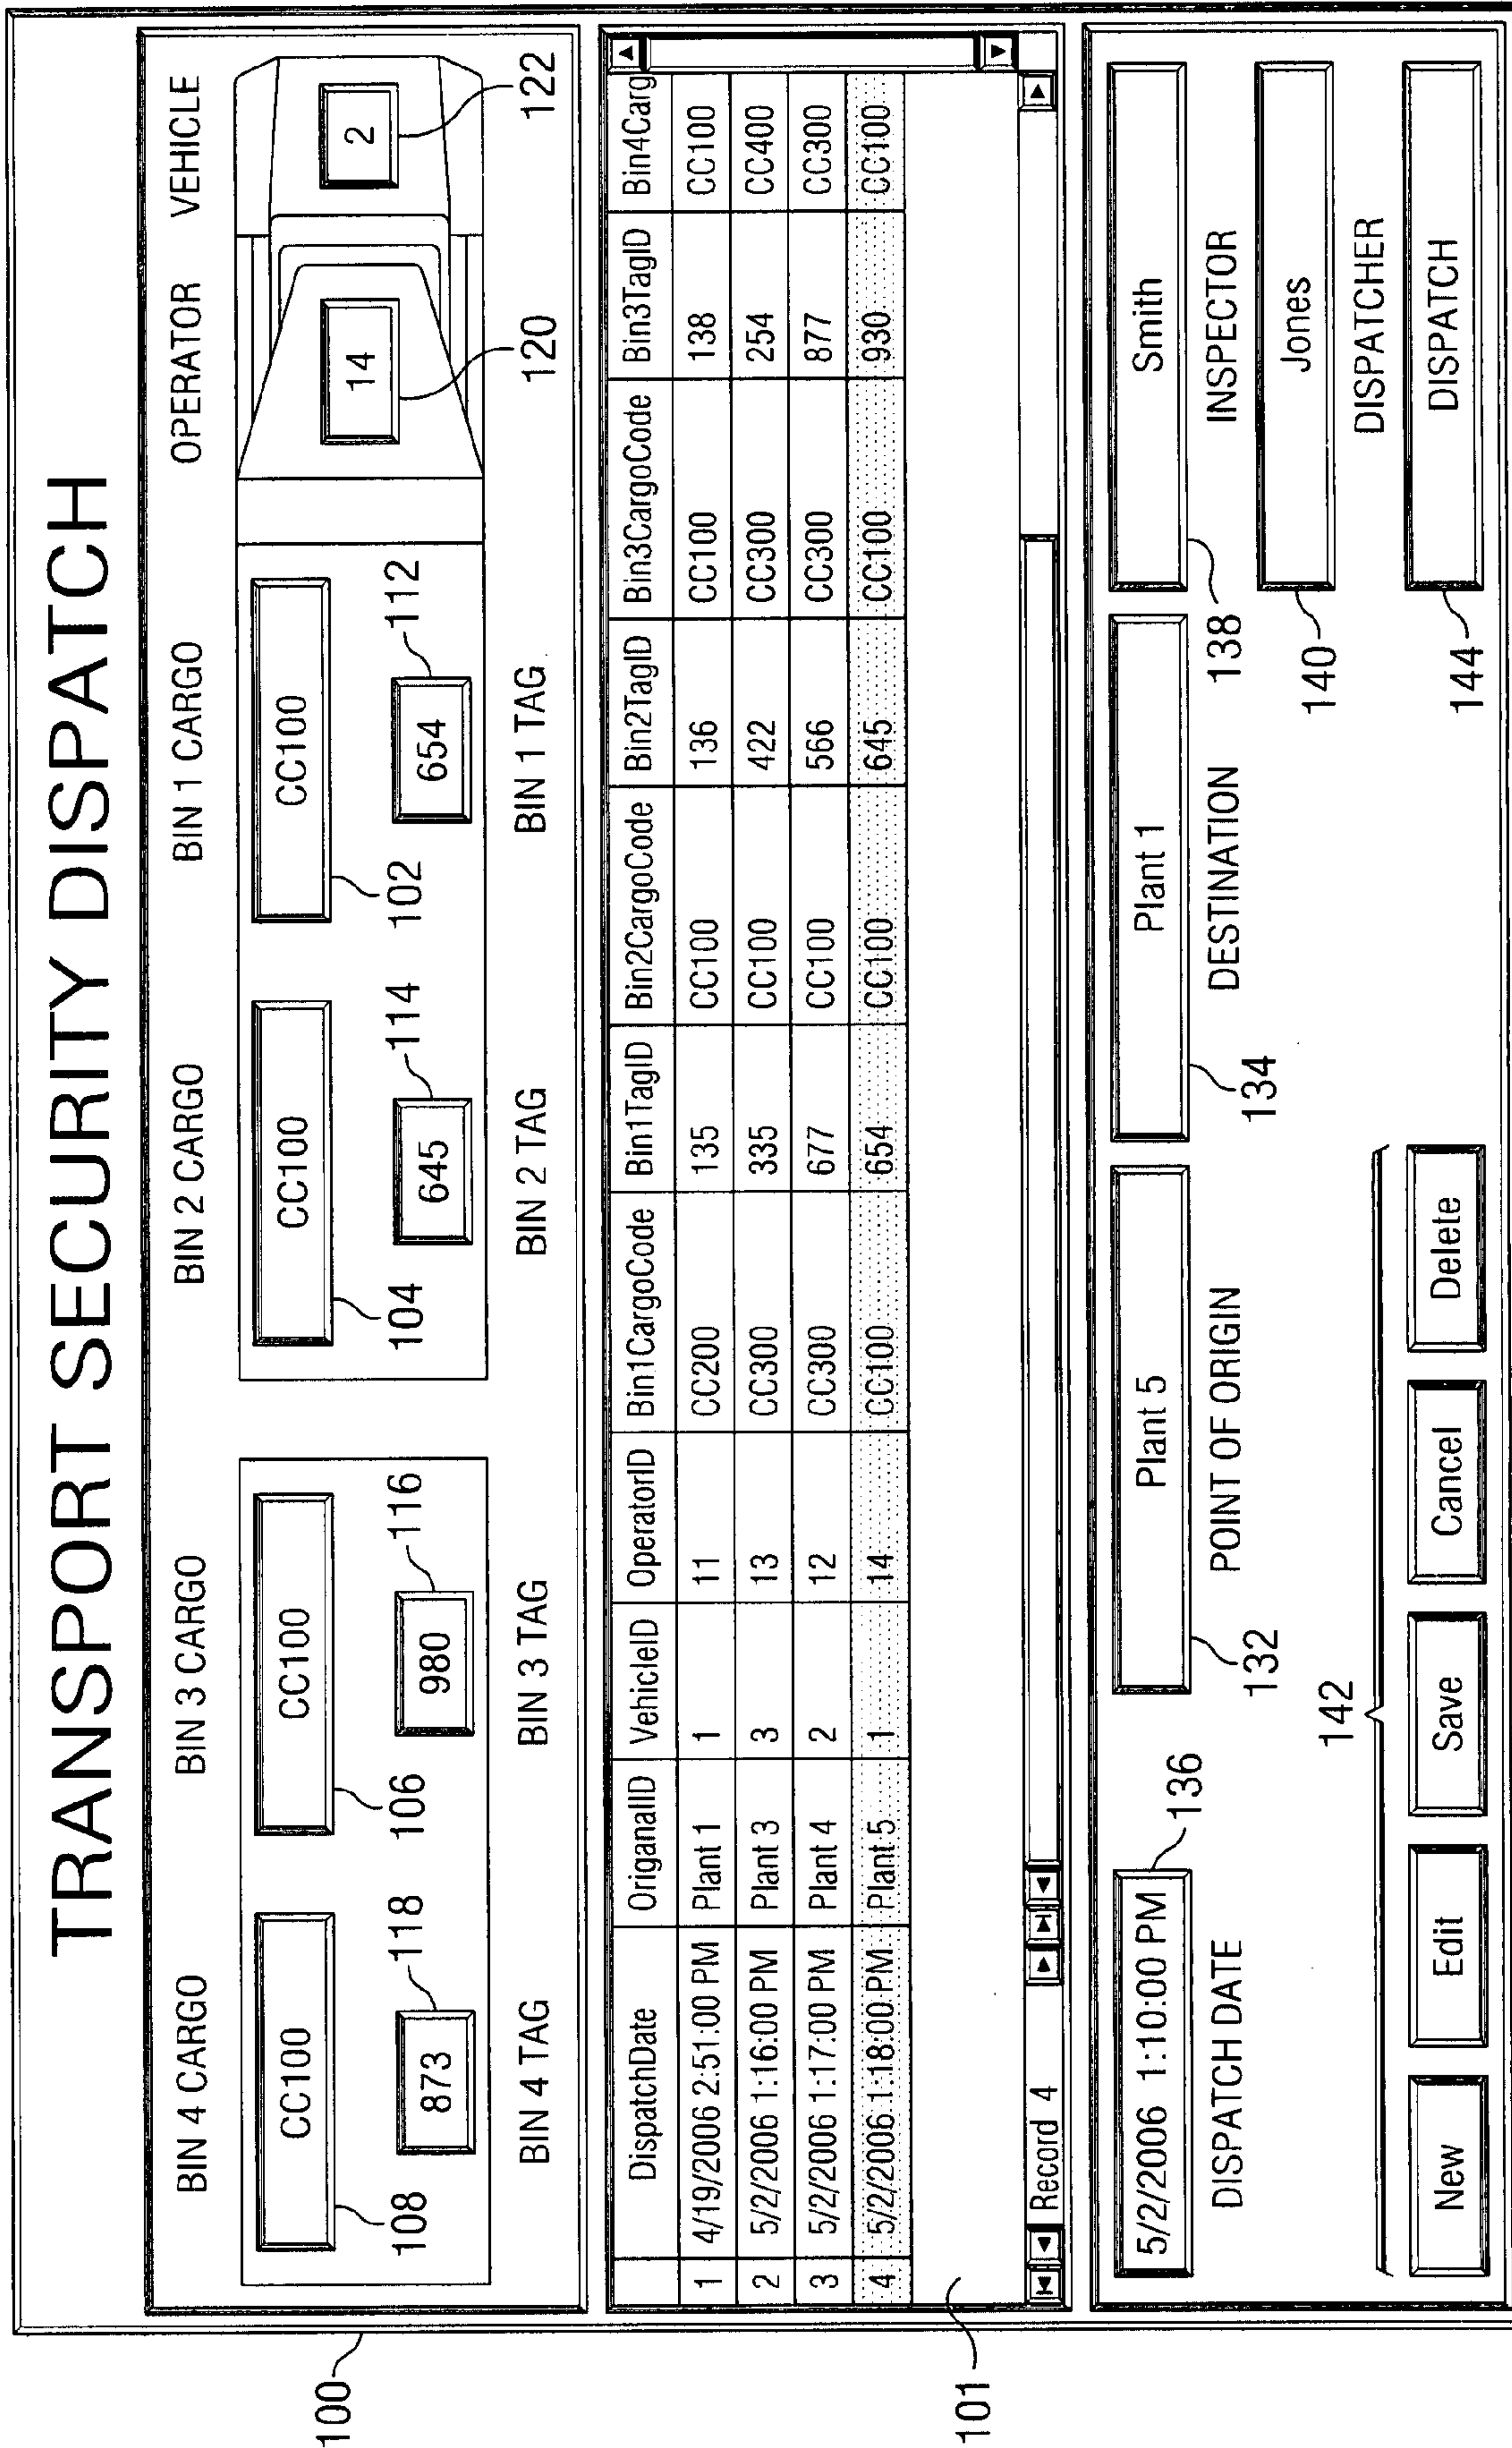 TRANSPORT SECURITY DISPATCH
100
BIN 4 CARGO BIN 3 CARGO BIN 2 CARGO BIN 1 CARGO OPERATOR VEHICLE
CC100 CC100 CC100 CC100
108 106 104 102
873 118 980 116 645 114 654 112 14 2
BIN 4 TAG BIN 3 TAG BIN 2 TAG BIN 1 TAG 120 122
DispatchDate OriganalID VehicleID OperatorID Bin1CargoCode Bin1TagID Bin2CargoCode Bin2TagID Bin3CargoCode Bin3TagID Bin4Carg
1 4/19/2006 2:51:00 PM Plant 1 1 11 CC200 135 CC100 136 CC100 138 CC100
2 5/2/2006 1:16:00 PM Plant 3 3 13 CC300 335 CC100 422 CC300 254 CC400
3 5/2/2006 1:17:00 PM Plant 4 2 12 CC300 677 CC100 566 CC300 877 CC300
4 5/2/2006 1:18:00 PM Plant 5 1 14 CC100 654 CC100 645 CC100 930 CC100
101
Record 4
5/2/2006 1:10:00 PM 136 Plant 5 Plant 1 Smith
132 134 138
DISPATCH DATE POINT OF ORIGIN DESTINATION INSPECTOR
Jones
140
142
DISPATCHER
New Edit Save Cancel Delete DISPATCH
144